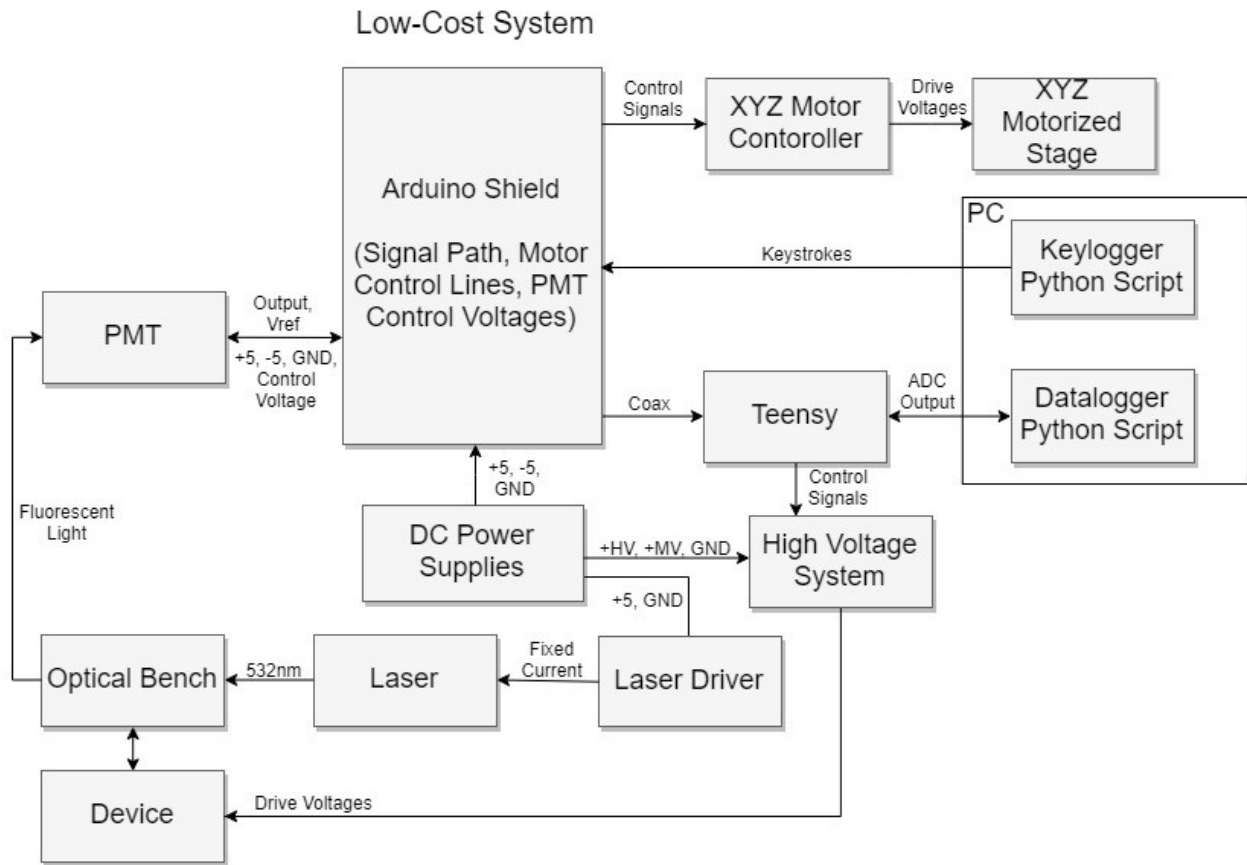 Low-Cost System
Arduino Shield
(Signal Path, Motor
Control Lines, PMT
Control Voltages)
Control
Signals
XYZ Motor
Contoroller
Drive
Voltages
XYZ
Motorized
Stage
PC
Keylogger
Python Script
Keystrokes
PMT
Output,
Vref
+5, -5, GND,
Control
Voltage
Coax
Teensy
ADC
Output
Datalogger
Python Script
+5, -5,
GND
Control
Signals
Fluorescent
Light
DC Power
Supplies
+HV, +MV, GND
High Voltage
System
+5, GND
Optical Bench
532nm
Laser
Fixed
Current
Laser Driver
Device
Drive Voltages